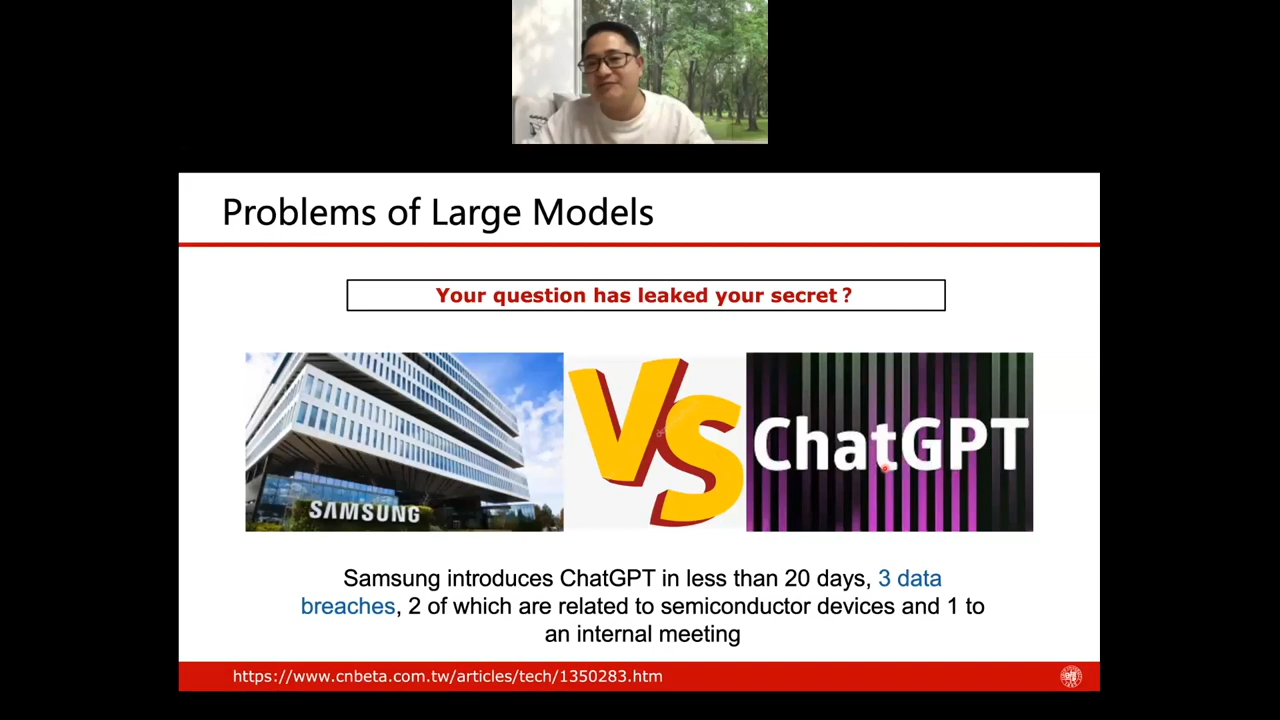 Problems of Large Models
Your question has leaked your secret ?
SAMSUNG
VS
ChatGPT
Samsung introduces ChatGPT in less than 20 days, 3 data
breaches, 2 of which are related to semiconductor devices and 1 to
an internal meeting
https://www.cnbeta.com.tw/articles/tech/1350283.htm